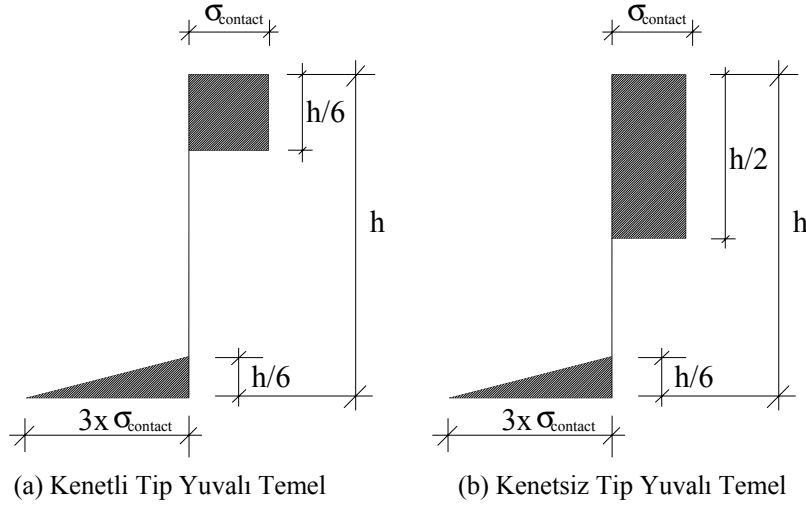 σcontact
h/6
h
h/6
3x σcontact
(a) Kenetli Tip Yuvalı Temel
σcontact
h/2
h
h/6
3x σcontact
(b) Kenetsiz Tip Yuvalı Temel